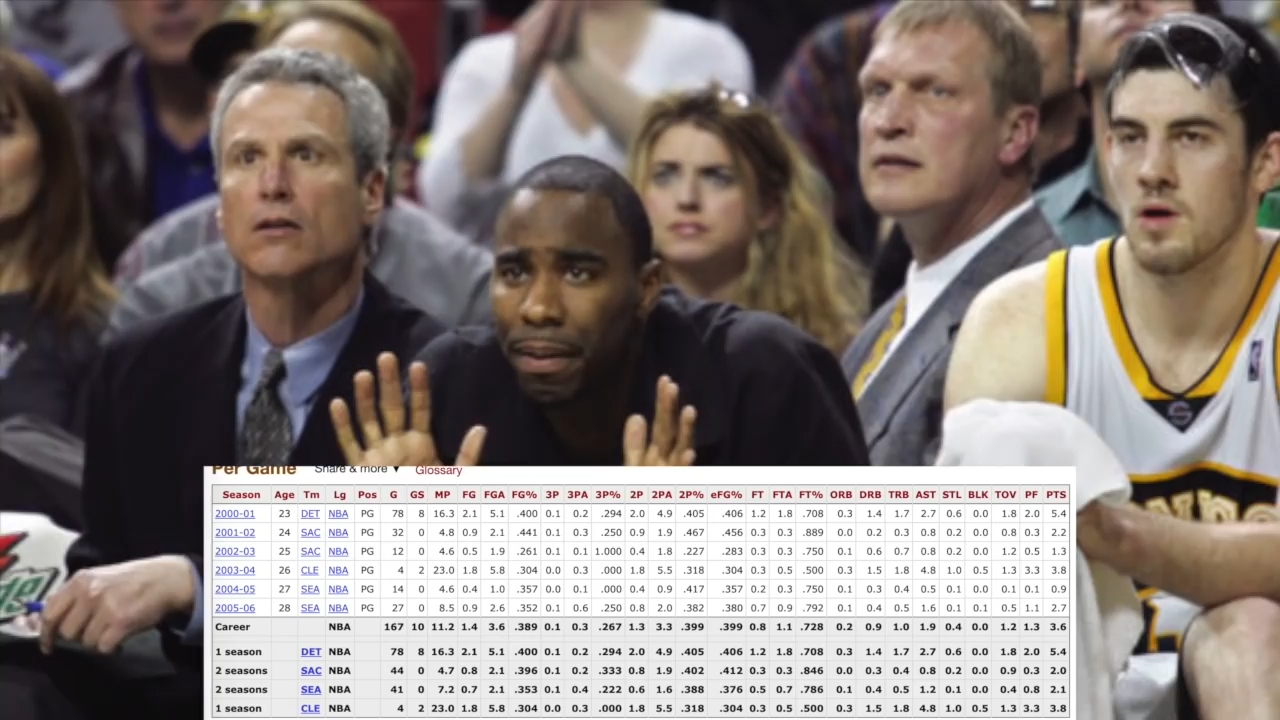 Per Game Share & more ▼ Glossary
Season Age Tm Lg Pos G GS MP FG FGA FG% 3P 3PA 3P% 2P 2PA 2P% eFG% FT FTA FT% ORB DRB TRB AST STL BLK TOV PF PTS
2000-01 23 DET NBA PG 78 8 16.3 2.1 5.1 .400 0.1 0.2 .294 2.0 4.9 .405 .406 1.2 1.8 .708 0.3 1.4 1.7 2.7 0.6 0.0 1.8 2.0 5.4
2001-02 24 SAC NBA PG 32 0 4.8 0.9 2.1 .441 0.1 0.3 .250 0.9 1.9 .467 .456 0.3 0.3 .889 0.0 0.2 0.3 0.8 0.2 0.0 0.8 0.3 2.2
2002-03 25 SAC NBA PG 12 0 4.6 0.5 1.9 .261 0.1 0.1 1.000 0.4 1.8 .227 .283 0.3 0.3 .750 0.1 0.6 0.7 0.8 0.2 0.0 1.2 0.5 1.3
2003-04 26 CLE NBA PG 4 2 23.0 1.8 5.8 .304 0.0 0.3 .000 1.8 5.5 .318 .304 0.3 0.5 .500 0.3 1.5 1.8 4.8 1.0 0.5 1.3 3.3 3.8
2004-05 27 SEA NBA PG 14 0 4.6 0.4 1.0 .357 0.0 0.1 .000 0.4 0.9 .417 .357 0.2 0.3 .750 0.1 0.3 0.4 0.5 0.1 0.0 0.1 0.1 0.9
2005-06 28 SEA NBA PG 27 0 8.5 0.9 2.6 .352 0.1 0.6 .250 0.8 2.0 .382 .380 0.7 0.9 .792 0.1 0.4 0.5 1.6 0.1 0.1 0.5 1.1 2.7
Career NBA 167 10 11.2 1.4 3.6 .389 0.1 0.3 .267 1.3 3.3 .399 .399 0.8 1.1 .728 0.2 0.9 1.0 1.9 0.4 0.0 1.2 1.3 3.6
1 season DET NBA 78 8 16.3 2.1 5.1 .400 0.1 0.2 .294 2.0 4.9 .405 .406 1.2 1.8 .708 0.3 1.4 1.7 2.7 0.6 0.0 1.8 2.0 5.4
2 seasons SAC NBA 44 0 4.7 0.8 2.1 .396 0.1 0.2 .333 0.8 1.9 .402 .412 0.3 0.3 .846 0.0 0.3 0.4 0.8 0.2 0.0 0.9 0.3 2.0
2 seasons SEA NBA 41 0 7.2 0.7 2.1 .353 0.1 0.4 .222 0.6 1.6 .388 .376 0.5 0.7 .786 0.1 0.4 0.5 1.2 0.1 0.0 0.4 0.8 2.1
1 season CLE NBA 4 2 23.0 1.8 5.8 .304 0.0 0.3 .000 1.8 5.5 .318 .304 0.3 0.5 .500 0.3 1.5 1.8 4.8 1.0 0.5 1.3 3.3 3.8